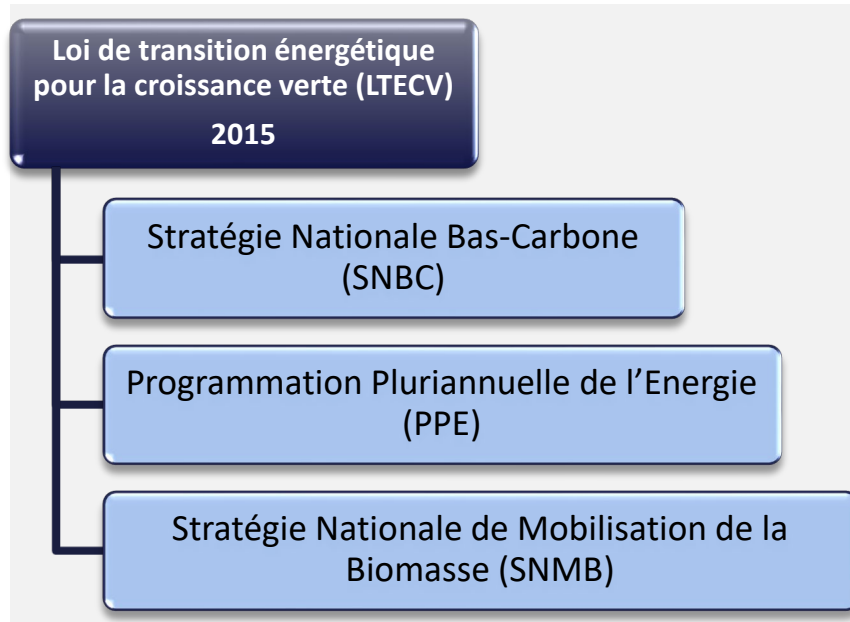 Loi de transition énergétique
pour la croissance verte (LTECV)
2015
Stratégie Nationale Bas-Carbone
(SNBC)
Programmation Pluriannuelle de l’Energie
(PPE)
Stratégie Nationale de Mobilisation de la
Biomasse (SNMB)